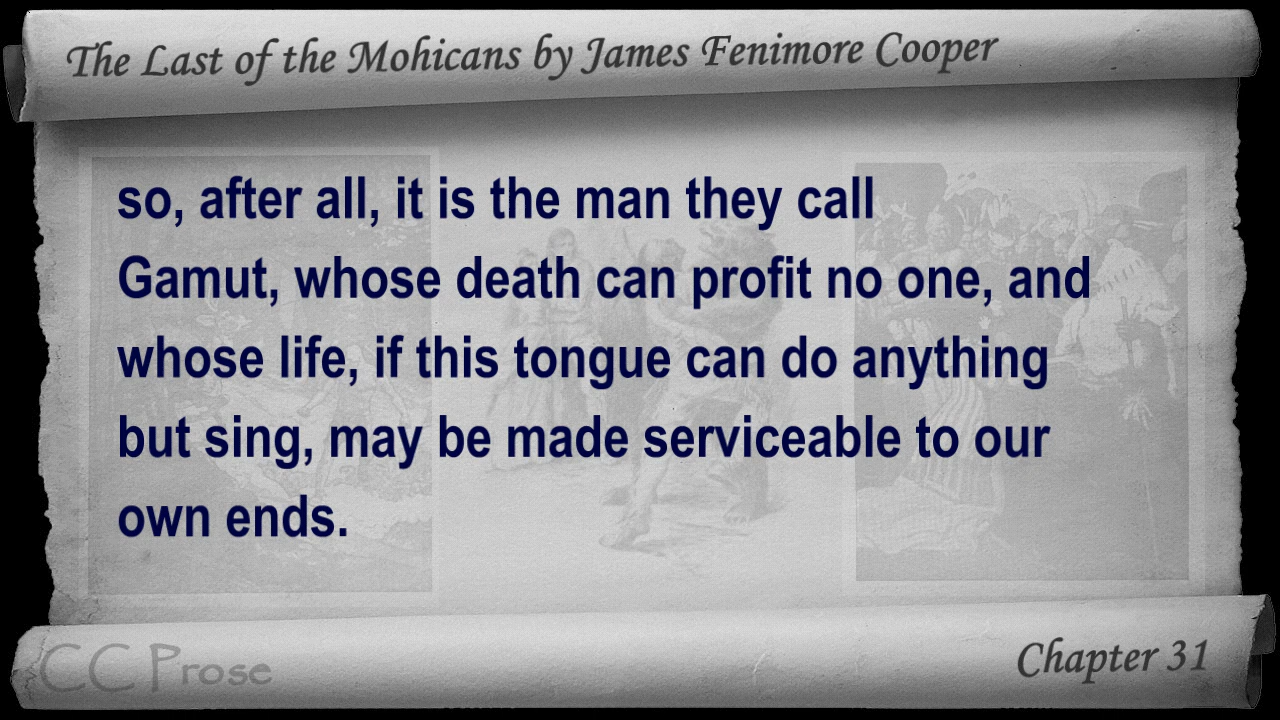 The Last of the Mohicans by James Fenimore Cooper
so, after all, it is the man they call
Gamut, whose death can profit no one, and
whose life, if this tongue can do anything
but sing, may be made serviceable to our
own ends.
CC Prose
Chapter 31